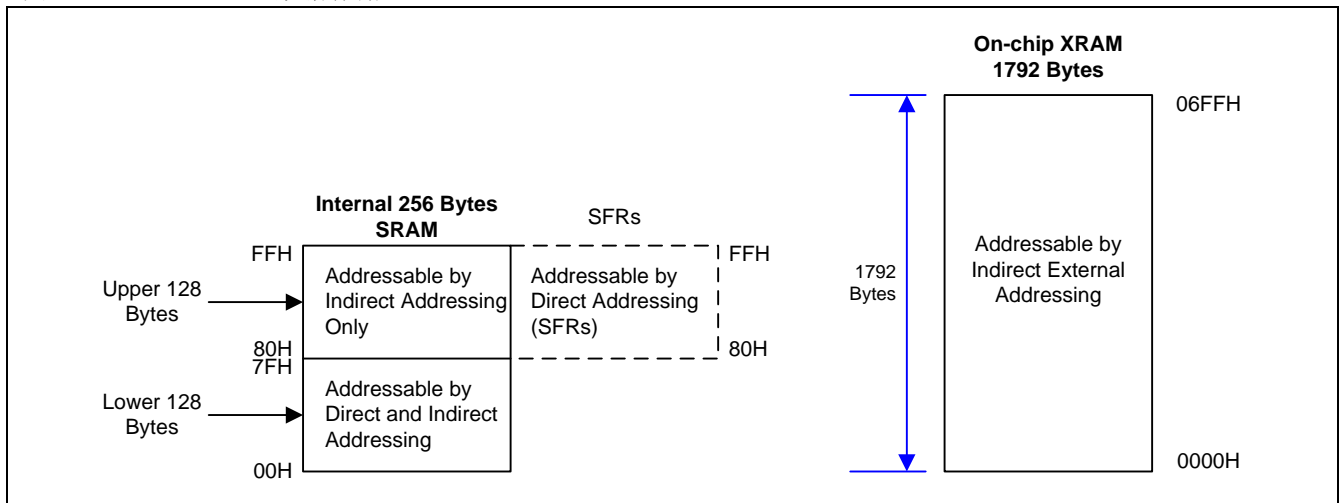 On-chip XRAM
1792 Bytes
06FFH
Internal 256 Bytes
SRAM
SFRs
FFH
FFH
Addressable by
Indirect Addressing
Only
Addressable by
Direct Addressing
(SFRs)
Upper 128
Bytes
80H
80H
7FH
Addressable by
Direct and Indirect
Addressing
Lower 128
Bytes
00H
1792
Bytes
Addressable by
Indirect External
Addressing
0000H